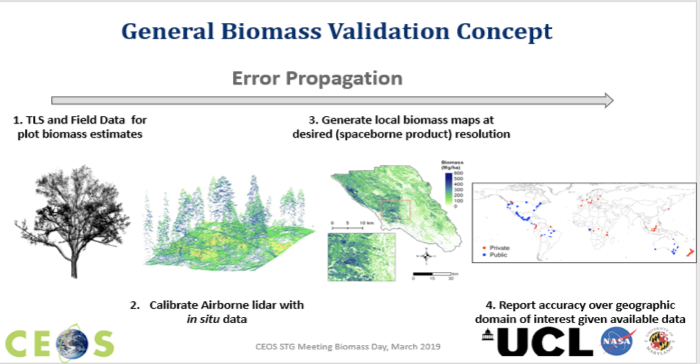 General Biomass Validation Concept
Error Propagation
1. TLS and Field Data for
plot biomass estimates
3. Generate local biomass maps at
desired (spaceborne product) resolution
Biomass
(Mg/ha)
600
500
400
300
200
100
0
0 5 10 km
Private
Public
2. Calibrate Airborne lidar with
in situ data
4. Report accuracy over geographic
domain of interest given available data
CEOS
CEOS STG Meeting Biomass Day, March 2019
UCL
NASA